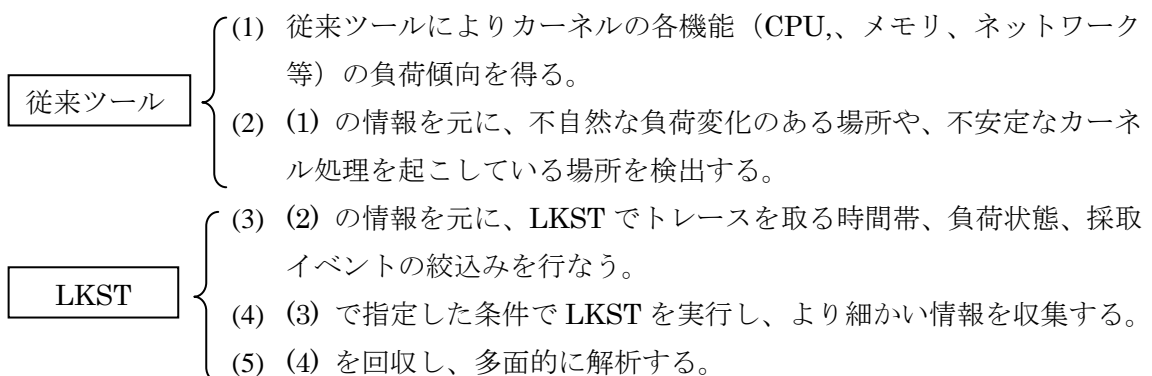 (1) 従来ツールによりカーネルの各機能（CPU,、メモリ、ネットワーク
等）の負荷傾向を得る。
従来ツール
(2) (1) の情報を元に、不自然な負荷変化のある場所や、不安定なカーネ
ル処理を起こしている場所を検出する。
(3) (2) の情報を元に、LKST でトレースを取る時間帯、負荷状態、採取
イベントの絞込みを行なう。
LKST
(4) (3) で指定した条件で LKST を実行し、より細かい情報を収集する。
(5) (4) を回収し、多面的に解析する。